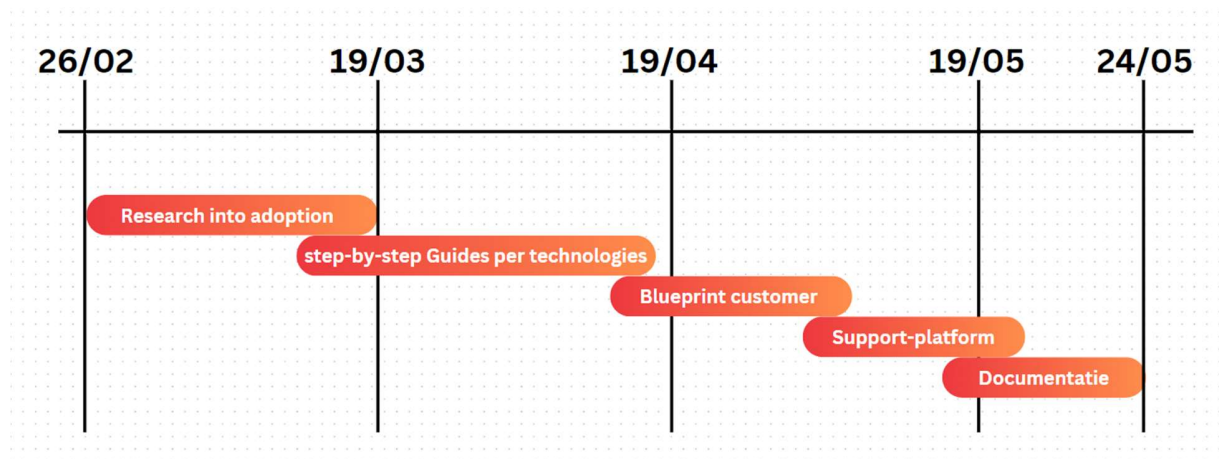 26/02 19/03 19/04 19/05 24/05
Research into adoption
step-by-step Guides per technologies
Blueprint customer
Support-platform
Documentatie